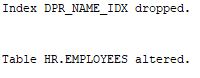 Index DPR_NAME_IDX dropped.
Table HR.EMPLOYEES altered.